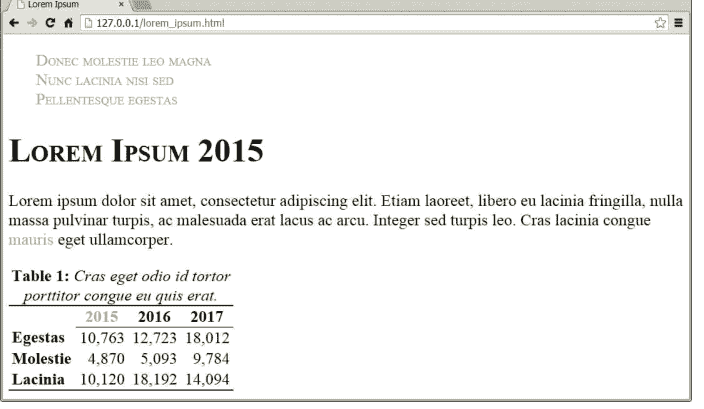 Lorem Ipsum
127.0.0.1/lorem_ipsum.html
Donec molestie leo magna
Nunc lacinia nisi sed
Pellentesque egestas
Lorem Ipsum 2015
Lorem ipsum dolor sit amet, consectetur adipiscing elit. Etiam laoreet, libero eu lacinia fringilla, nulla
massa pulvinar turpis, ac malesuada erat lacus ac arcu. Integer sed turpis leo. Cras lacinia congue
mauris eget ullamcorper.
Table 1: Cras eget odio id tortor
porttitor congue eu quis erat.
2015 2016 2017
Egestas 10,763 12,723 18,012
Molestie 4,870 5,093 9,784
Lacinia 10,120 18,192 14,094